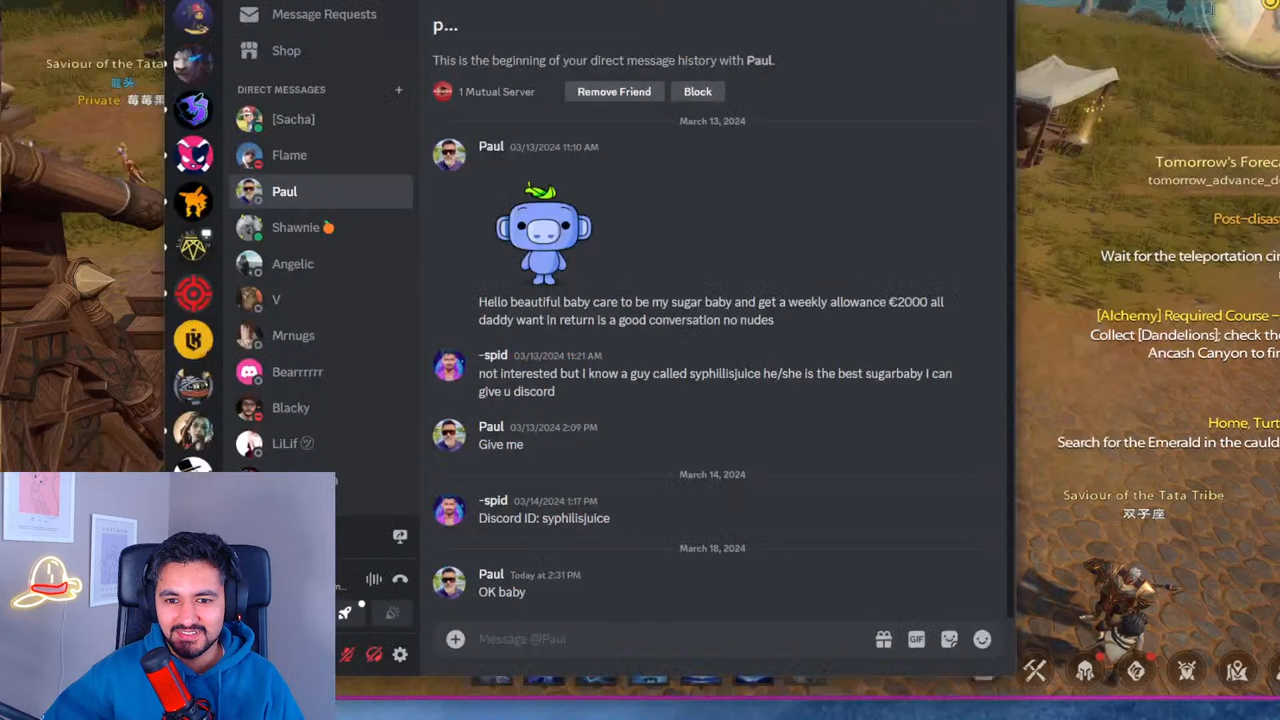 Message Requests
Shop
DIRECT MESSAGES
[Sacha]
Flame
Paul
Shawnie
Angelic
V
Mrnugs
Bearrrrrr
Blacky
LiLif
p...
This is the beginning of your direct message history with Paul.
1 Mutual Server
Remove Friend
Block
March 13, 2024
Paul 03/13/2024 11:10 AM
Hello beautiful baby care to be my sugar baby and get a weekly allowance €2000 all
daddy want in return is a good conversation no nudes
-spid 03/13/2024 11:21 AM
not interested but I know a guy called syphillisjuice he/she is the best sugarbaby I can
give u discord
Paul 03/13/2024 2:09 PM
Give me
March 14, 2024
-spid 03/14/2024 1:17 PM
Discord ID: syphilisjuice
March 18, 2024
Paul Today at 2:31 PM
OK baby
Message @Paul
GIF
Saviour of the Tata
龍头
Private 莓莓果
Tomorrow's Foreca
tomorrow_advance_d
Post-disas
Wait for the teleportation cir
[Alchemy] Required Course –
Collect [Dandelions]; check the
Ancash Canyon to fin
Home, Turt
Search for the Emerald in the cauld
Saviour of the Tata Tribe
双子座